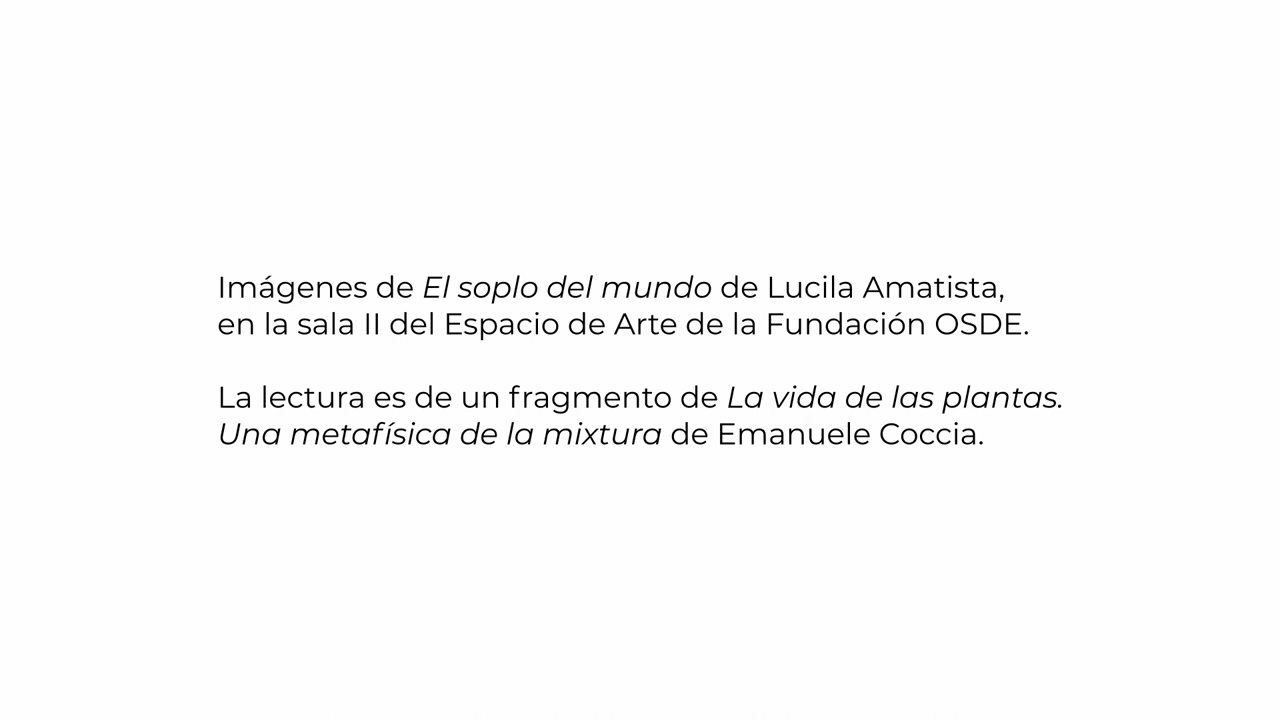 Imágenes de El soplo del mundo de Lucila Amatista,
en la sala II del Espacio de Arte de la Fundación OSDE.
La lectura es de un fragmento de La vida de las plantas.
Una metafísica de la mixtura de Emanuele Coccia.